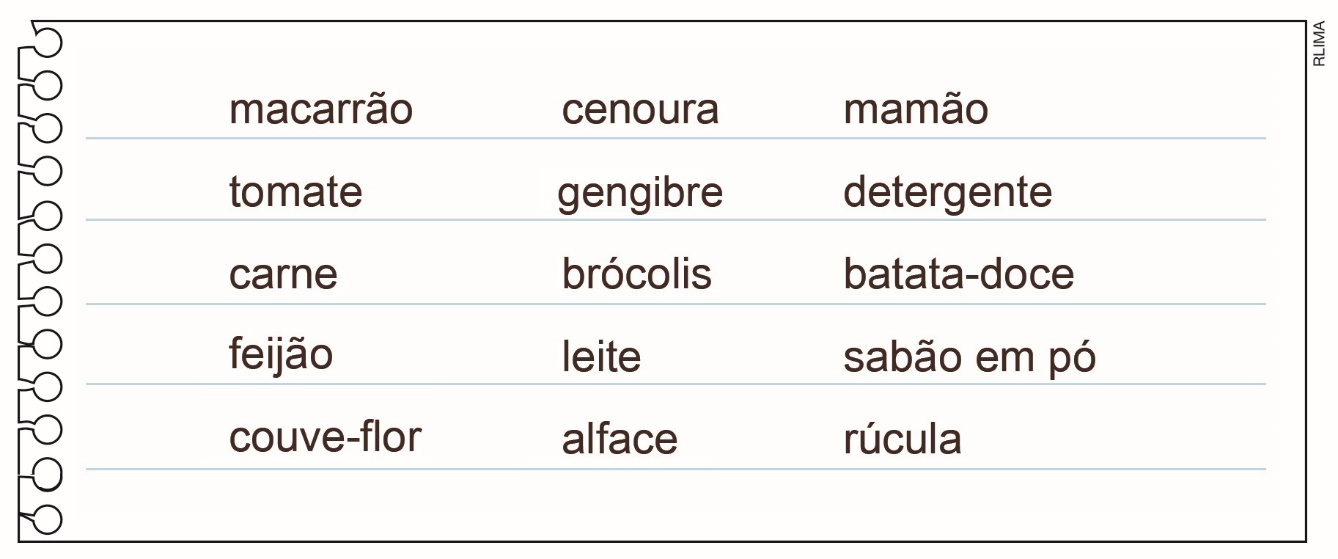 macarrão cenoura mamão
tomate gengibre detergente
carne brócolis batata-doce
feijão leite sabão em pó
couve-flor alface rúcula
RLIMA